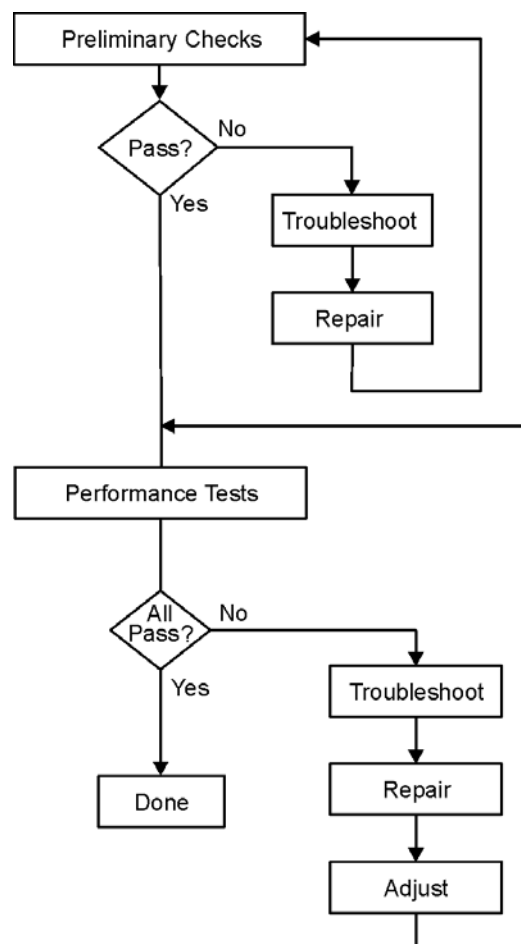 Preliminary Checks
Pass?
No
Yes
Troubleshoot
Repair
Performance Tests
All
Pass?
No
Yes
Troubleshoot
Done
Repair
Adjust